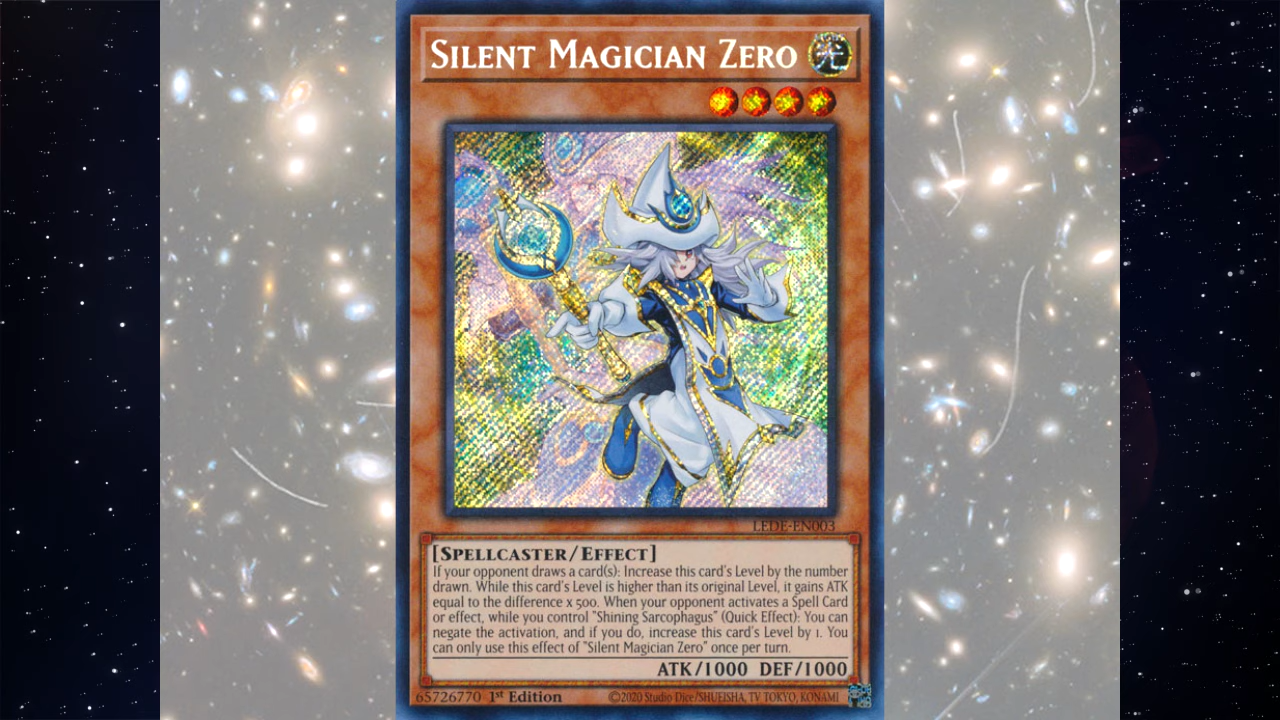 SILENT MAGICIAN ZERO 光
LEDE-EN003
[SPELLCASTER/EFFECT]
If your opponent draws a card(s): Increase this card's Level by the number
drawn. While this card's Level is higher than its original Level, it gains ATK
equal to the difference x 500. When your opponent activates a Spell Card
or effect, while you control "Shining Sarcophagus" (Quick Effect): You can
negate the activation, and if you do, increase this card's Level by 1. You
can only use this effect of "Silent Magician Zero" once per turn.
ATK/1000 DEF/1000
65726770 1st Edition ©2020 Studio Dice/SHUEISHA, TV TOKYO, KONAMI